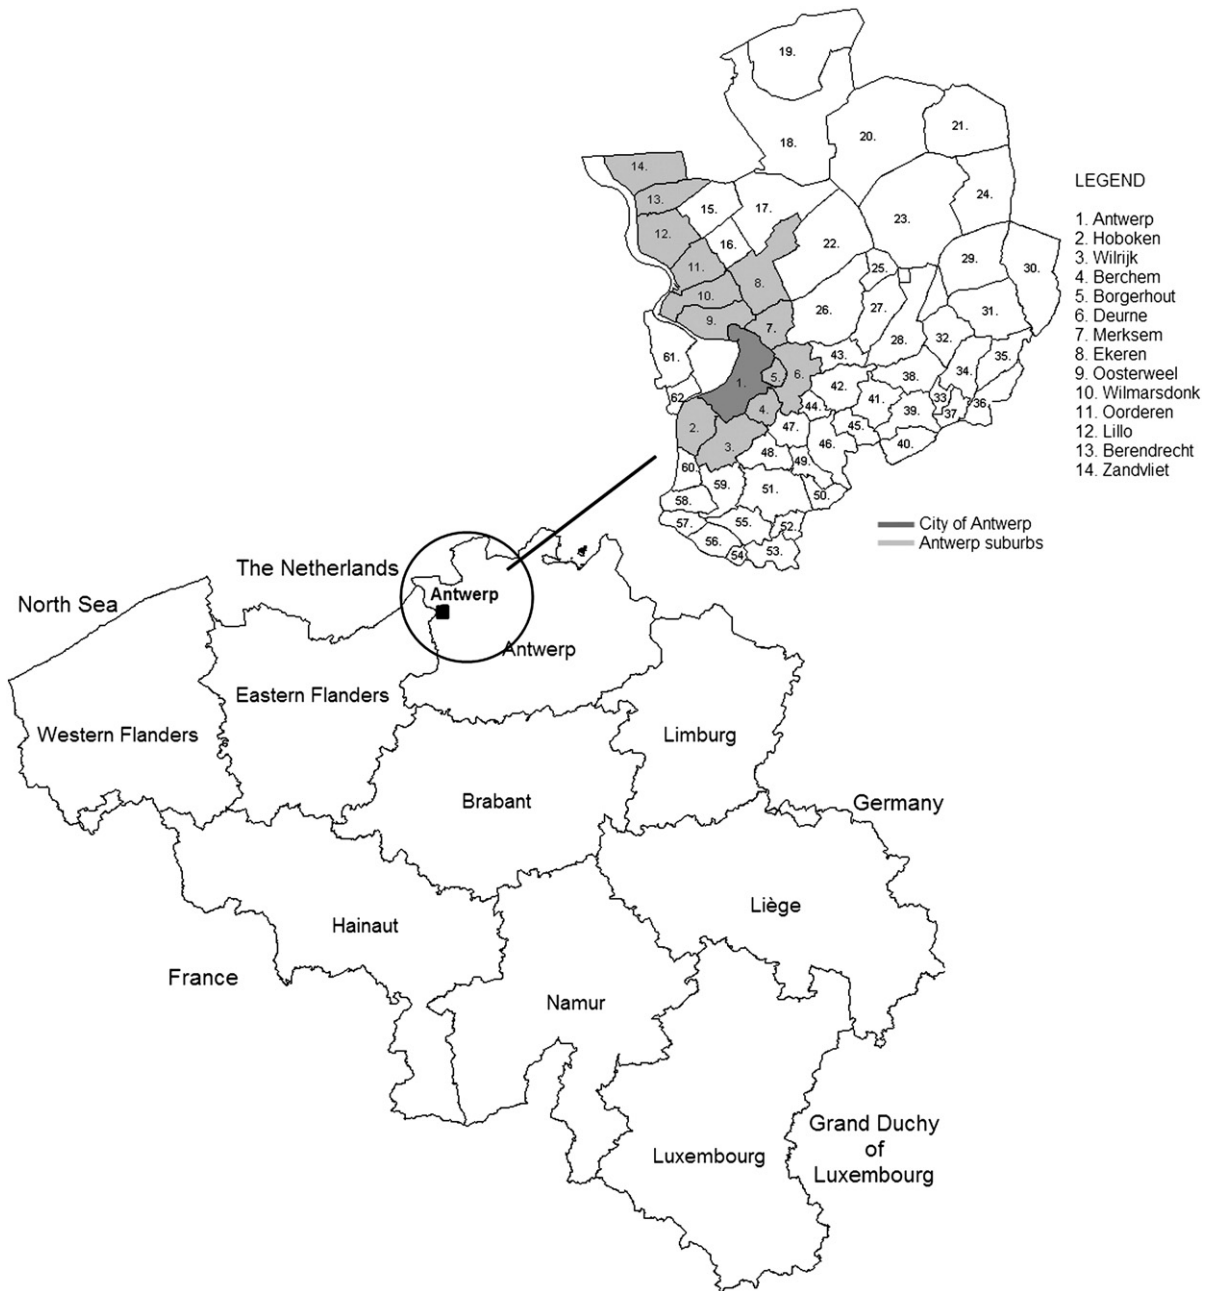 19.
18.
20.
21.
14.
13.
15.
17.
24.
12.
16.
22.
23.
11.
8.
25.
29.
30.
10.
26.
27.
31.
9.
7.
28.
32.
61.
43.
35.
1.
5.
6.
42.
38.
34.
62.
4.
44.
41.
39.
33
37
36
2.
3.
47.
46.
45.
40.
60.
48.
49.
59.
51.
50.
58.
57.
55.
52.
56.
54
53.
LEGEND
1. Antwerp
2. Hoboken
3. Wilrijk
4. Berchem
5. Borgerhout
6. Deurne
7. Merksem
8. Ekeren
9. Oosterweel
10. Wilmarsdonk
11. Oorderen
12. Lillo
13. Berendrecht
14. Zandvliet
City of Antwerp
Antwerp suburbs
The Netherlands
North Sea
Antwerp
Antwerp
Eastern Flanders
Western Flanders
Limburg
Brabant
Germany
Hainaut
Liège
France
Namur
Luxembourg
Grand Duchy
of
Luxembourg